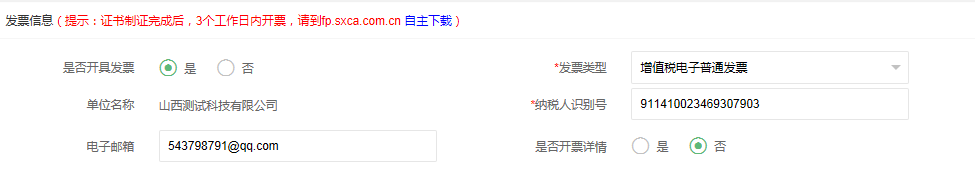 发票信息（提示：证书制证完成后，3个工作日内开票，请到fp.sxca.com.cn 自主下载）
是否开具发票 是 否 *发票类型 增值税电子普通发票
单位名称 山西测试科技有限公司 *纳税人识别号 911410023469307903
电子邮箱 543798791@qq.com 是否开票详情 是 否